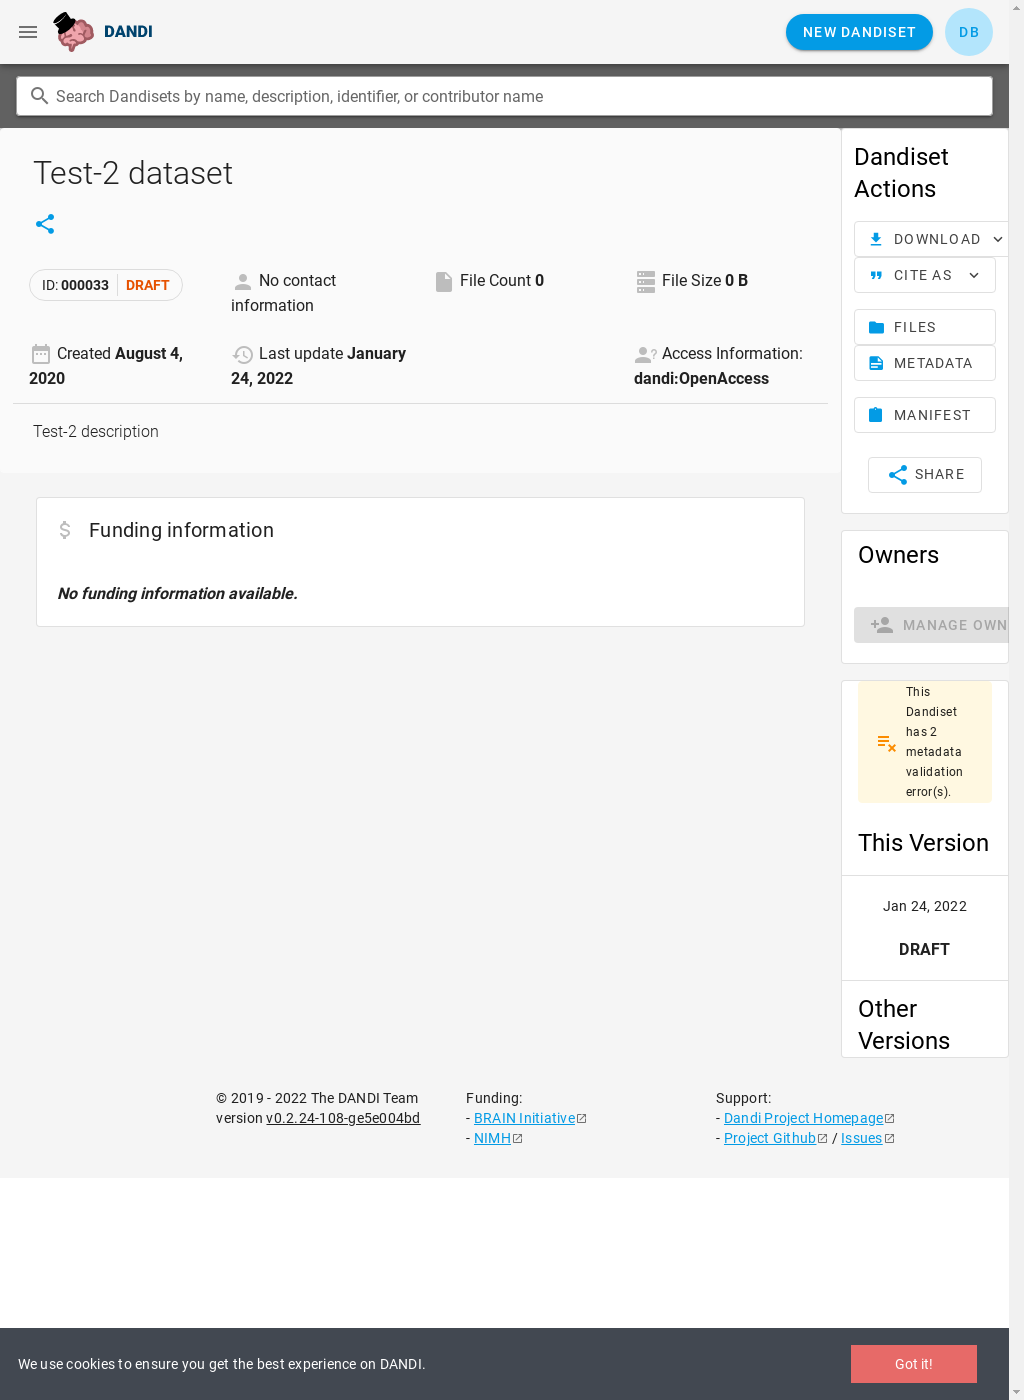 DANDI
NEW DANDISET
DB
Search Dandisets by name, description, identifier, or contributor name
Test-2 dataset
ID: 000033 DRAFT
No contact
information
File Count 0
File Size 0 B
Created August 4,
2020
Last update January
24, 2022
Access Information:
dandi:OpenAccess
Test-2 description
Funding information
No funding information available.
Dandiset
Actions
DOWNLOAD
CITE AS
FILES
METADATA
MANIFEST
SHARE
Owners
MANAGE OWN
This
Dandiset
has 2
metadata
validation
error(s).
This Version
Jan 24, 2022
DRAFT
Other
Versions
© 2019 - 2022 The DANDI Team
version v0.2.24-108-ge5e004bd
Funding:
- BRAIN Initiative
- NIMH
Support:
- Dandi Project Homepage
- Project Github / Issues
We use cookies to ensure you get the best experience on DANDI.
Got it!